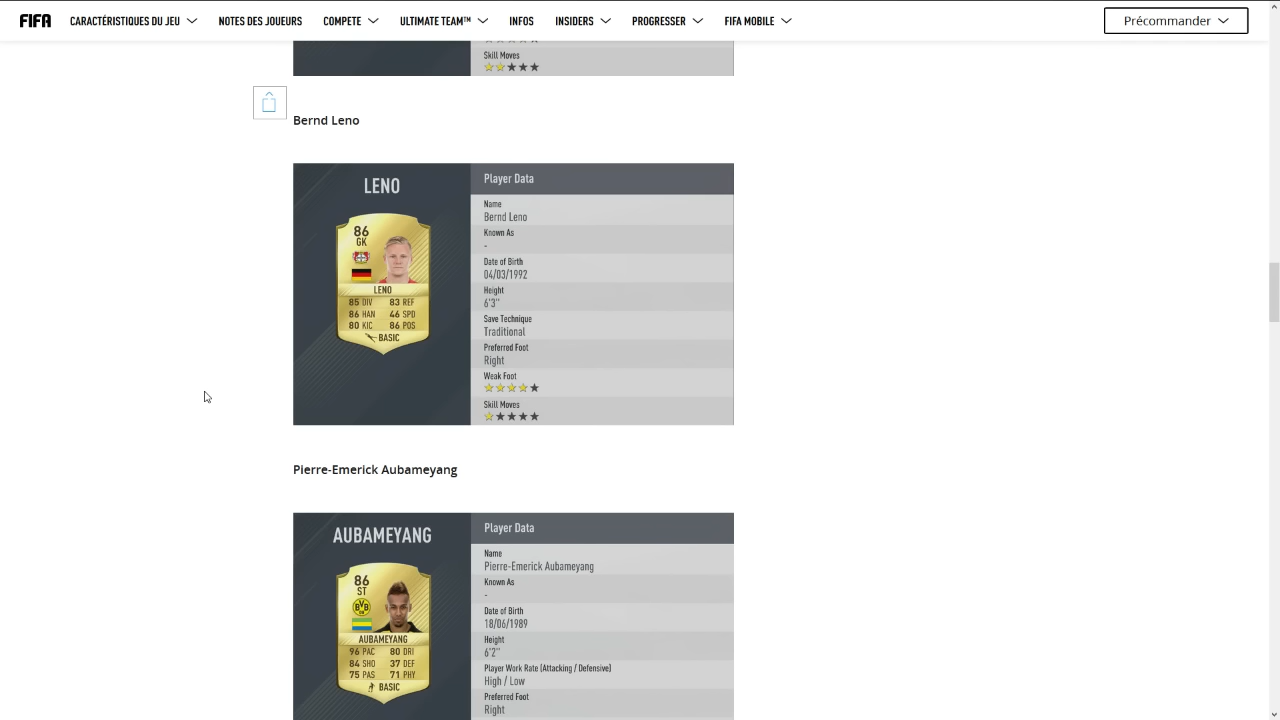 FIFA CARACTÉRISTIQUES DU JEU NOTES DES JOUEURS COMPETE ULTIMATE TEAM™ INFOS INSIDERS PROGRESSER FIFA MOBILE Précommander
Skill Moves
Bernd Leno
LENO
86
GK
LENO
85 DIV 83 REF
86 HAN 46 SPD
80 KIC 86 POS
BASIC
Player Data
Name
Bernd Leno
Known As
-
Date of Birth
04/03/1992
Height
6'3"
Save Technique
Traditional
Preferred Foot
Right
Weak Foot
Skill Moves
Pierre-Emerick Aubameyang
AUBAMEYANG
86
ST
BVB
09
AUBAMEYANG
96 PAC 80 DRI
84 SHO 37 DEF
75 PAS 71 PHY
BASIC
Player Data
Name
Pierre-Emerick Aubameyang
Known As
-
Date of Birth
18/06/1989
Height
6'2"
Player Work Rate (Attacking / Defensive)
High / Low
Preferred Foot
Right